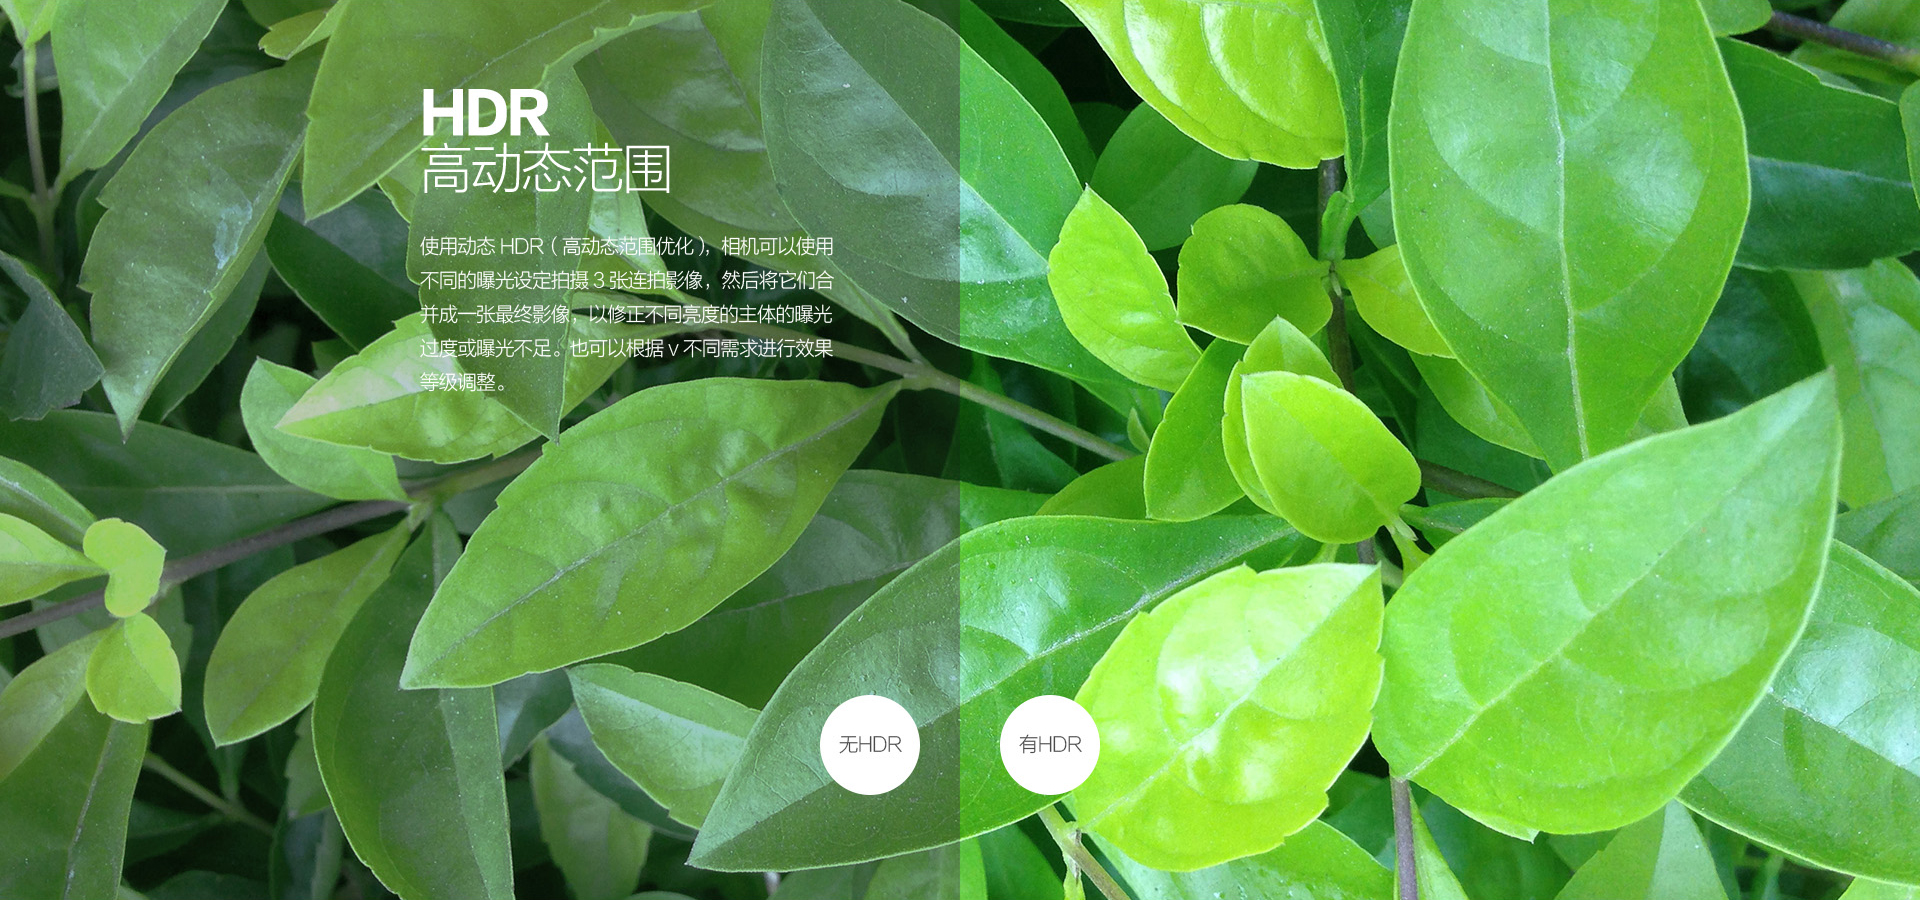 HDR
高动态范围
使用动态 HDR（高动态范围优化），相机可以使用
不同的曝光设定拍摄 3 张连拍影像，然后将它们合
并成一张最终影像，以修正不同亮度的主体的曝光
过度或曝光不足。也可以根据 v 不同需求进行效果
等级调整。
无HDR
有HDR